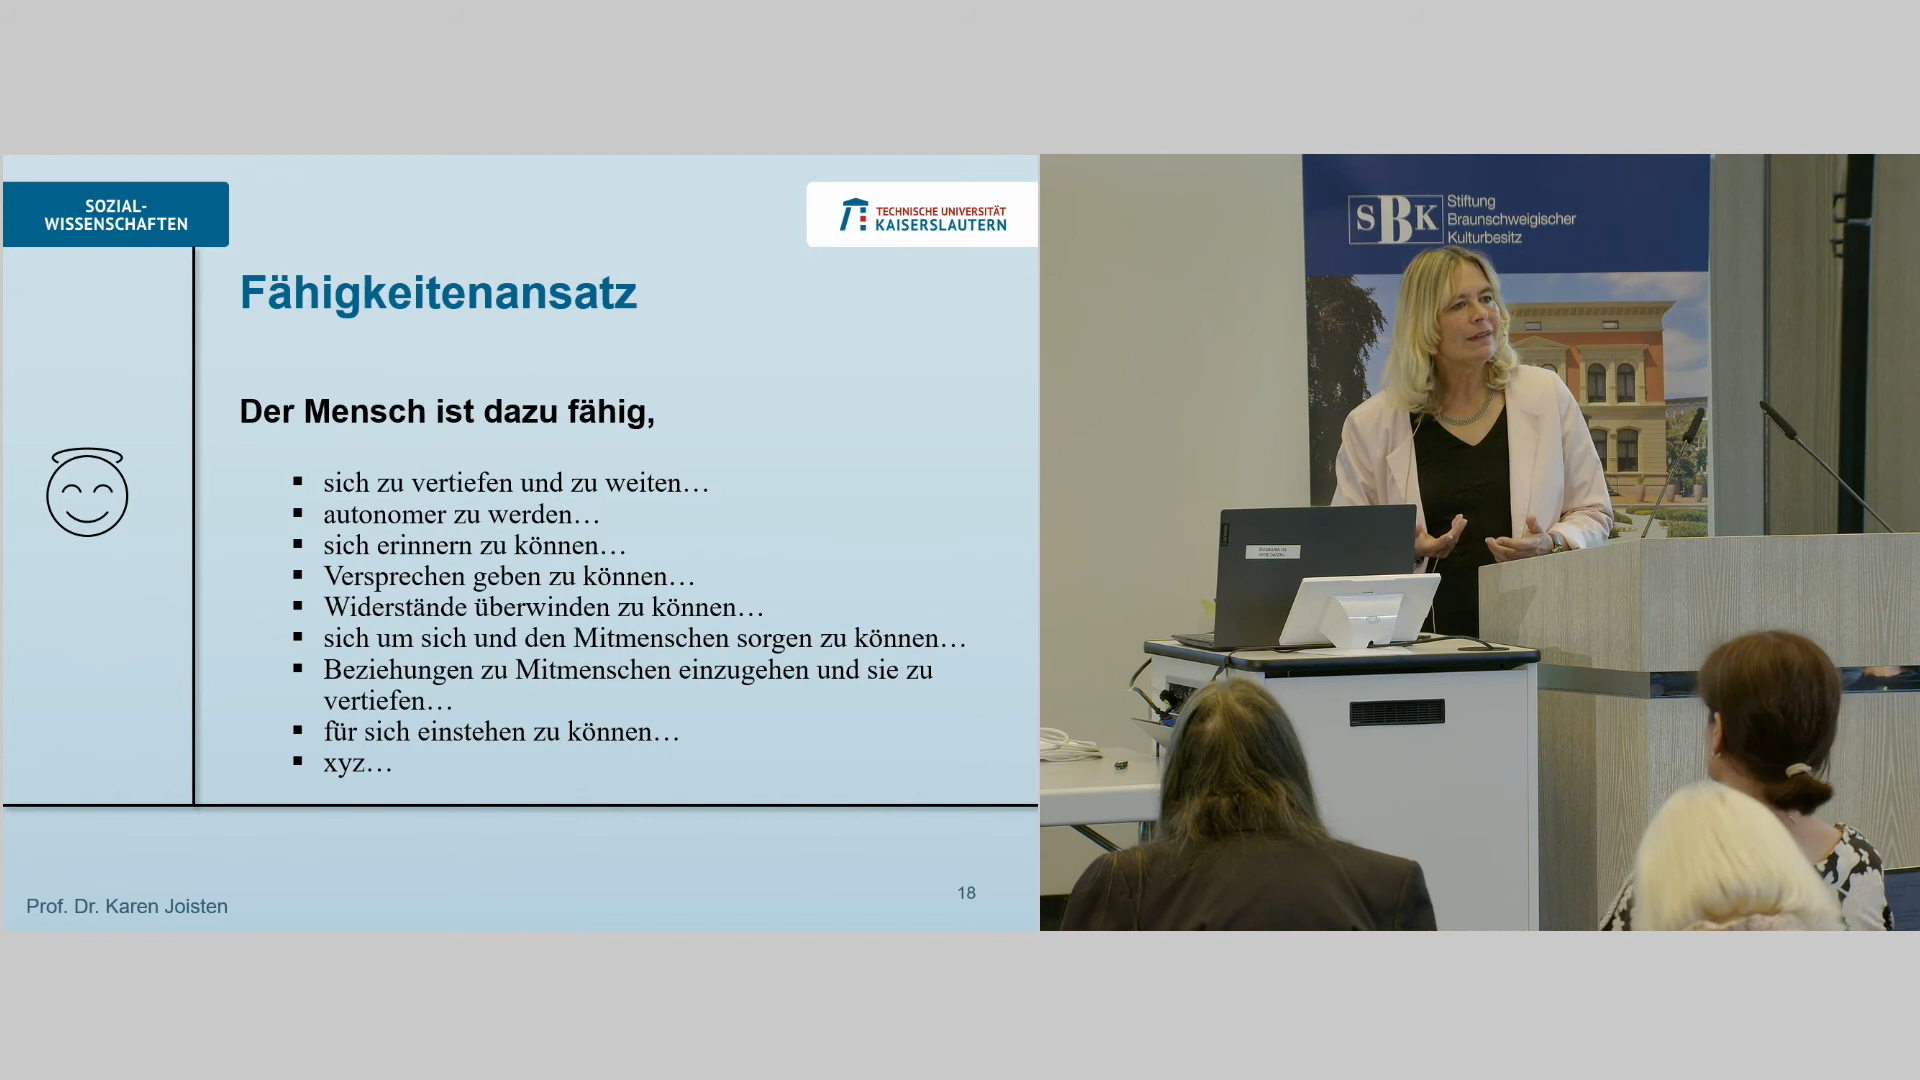 SOZIAL-
WISSENSCHAFTEN
TECHNISCHE UNIVERSITÄT
KAISERSLAUTERN
Fähigkeitenansatz
Der Mensch ist dazu fähig,
▪ sich zu vertiefen und zu weiten…
▪ autonomer zu werden…
▪ sich erinnern zu können…
▪ Versprechen geben zu können…
▪ Widerstände überwinden zu können…
▪ sich um sich und den Mitmenschen sorgen zu können…
▪ Beziehungen zu Mitmenschen einzugehen und sie zu
vertiefen…
▪ für sich einstehen zu können…
▪ xyz…
Prof. Dr. Karen Joisten
18
SBK
Stiftung
Braunschweigischer
Kulturbesitz